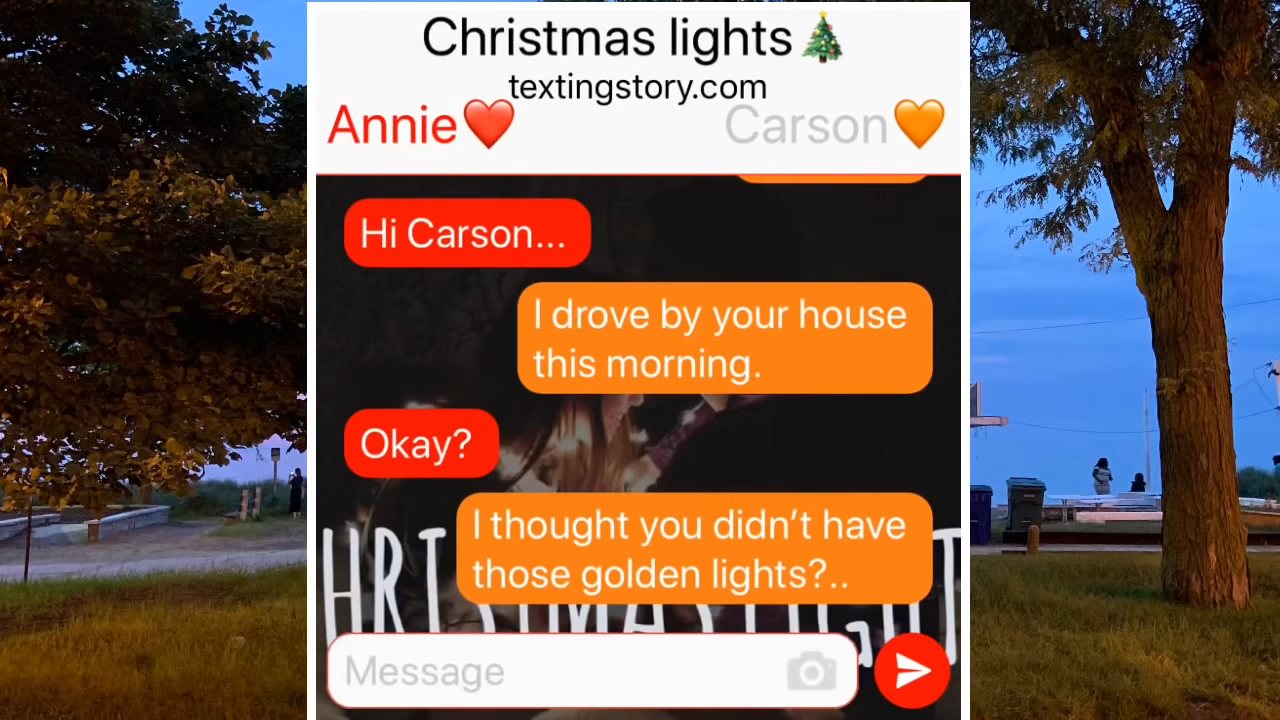 Christmas lights🎄
textingstory.com
Annie❤️ Carson🧡
Hi Carson...
I drove by your house
this morning.
Okay?
I thought you didn't have
those golden lights?..
Message